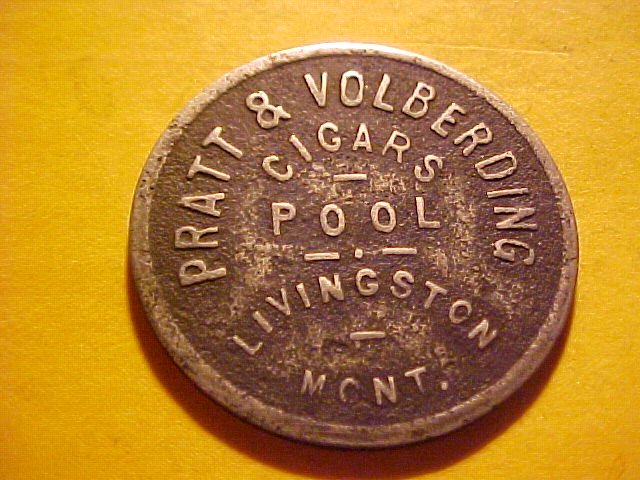 PRATT & VOLBERDING
CIGARS
POOL
LIVINGSTON
MONT.